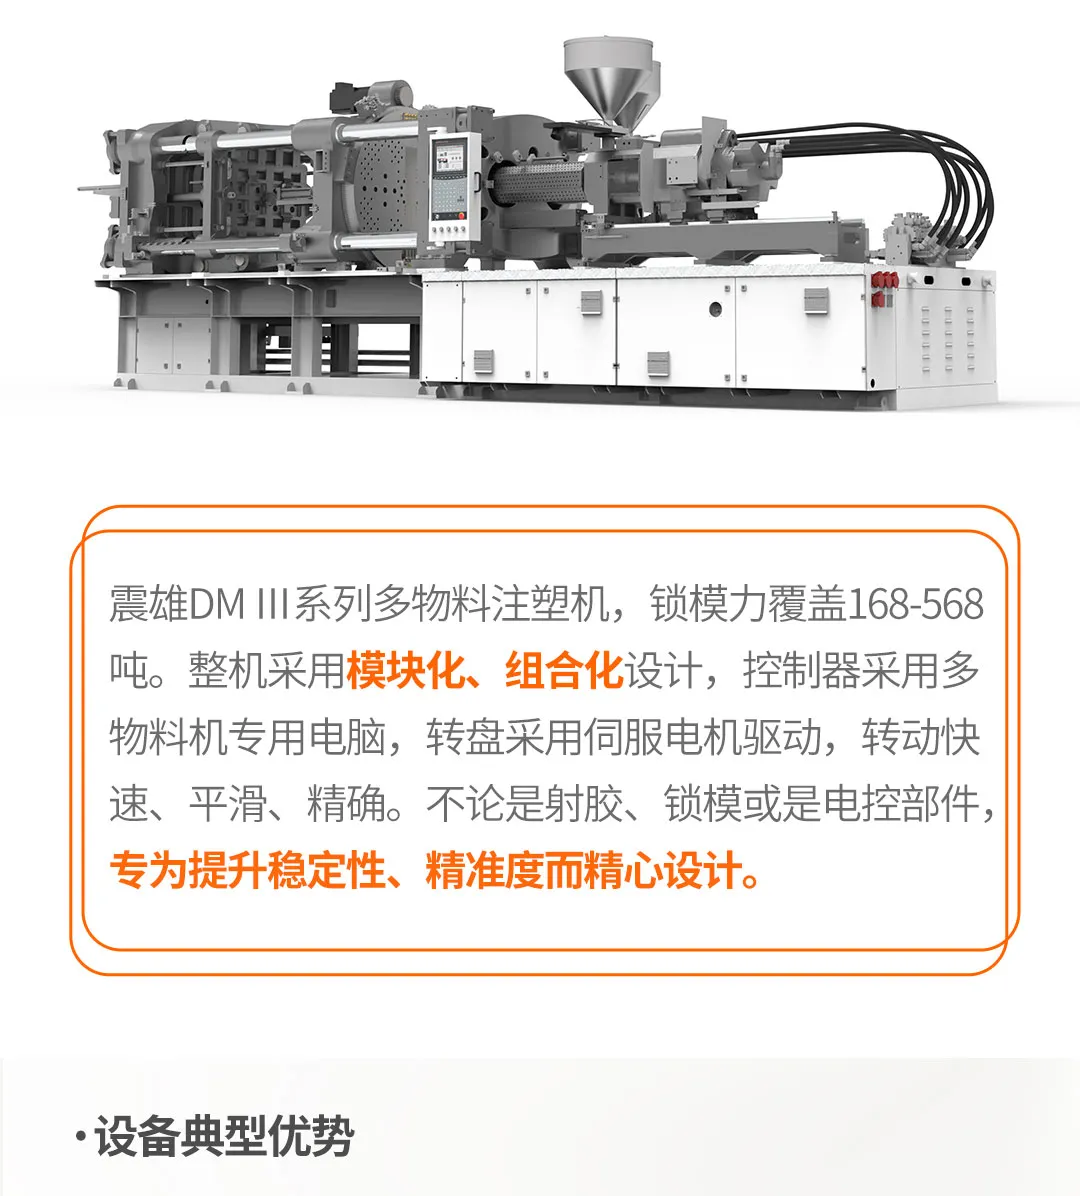 震雄DM III系列多物料注塑机，锁模力覆盖168-568
吨。整机采用模块化、组合化设计，控制器采用多
物料机专用电脑，转盘采用伺服电机驱动，转动快
速、平滑、精确。不论是射胶、锁模或是电控部件，
专为提升稳定性、精准度而精心设计。
·设备典型优势